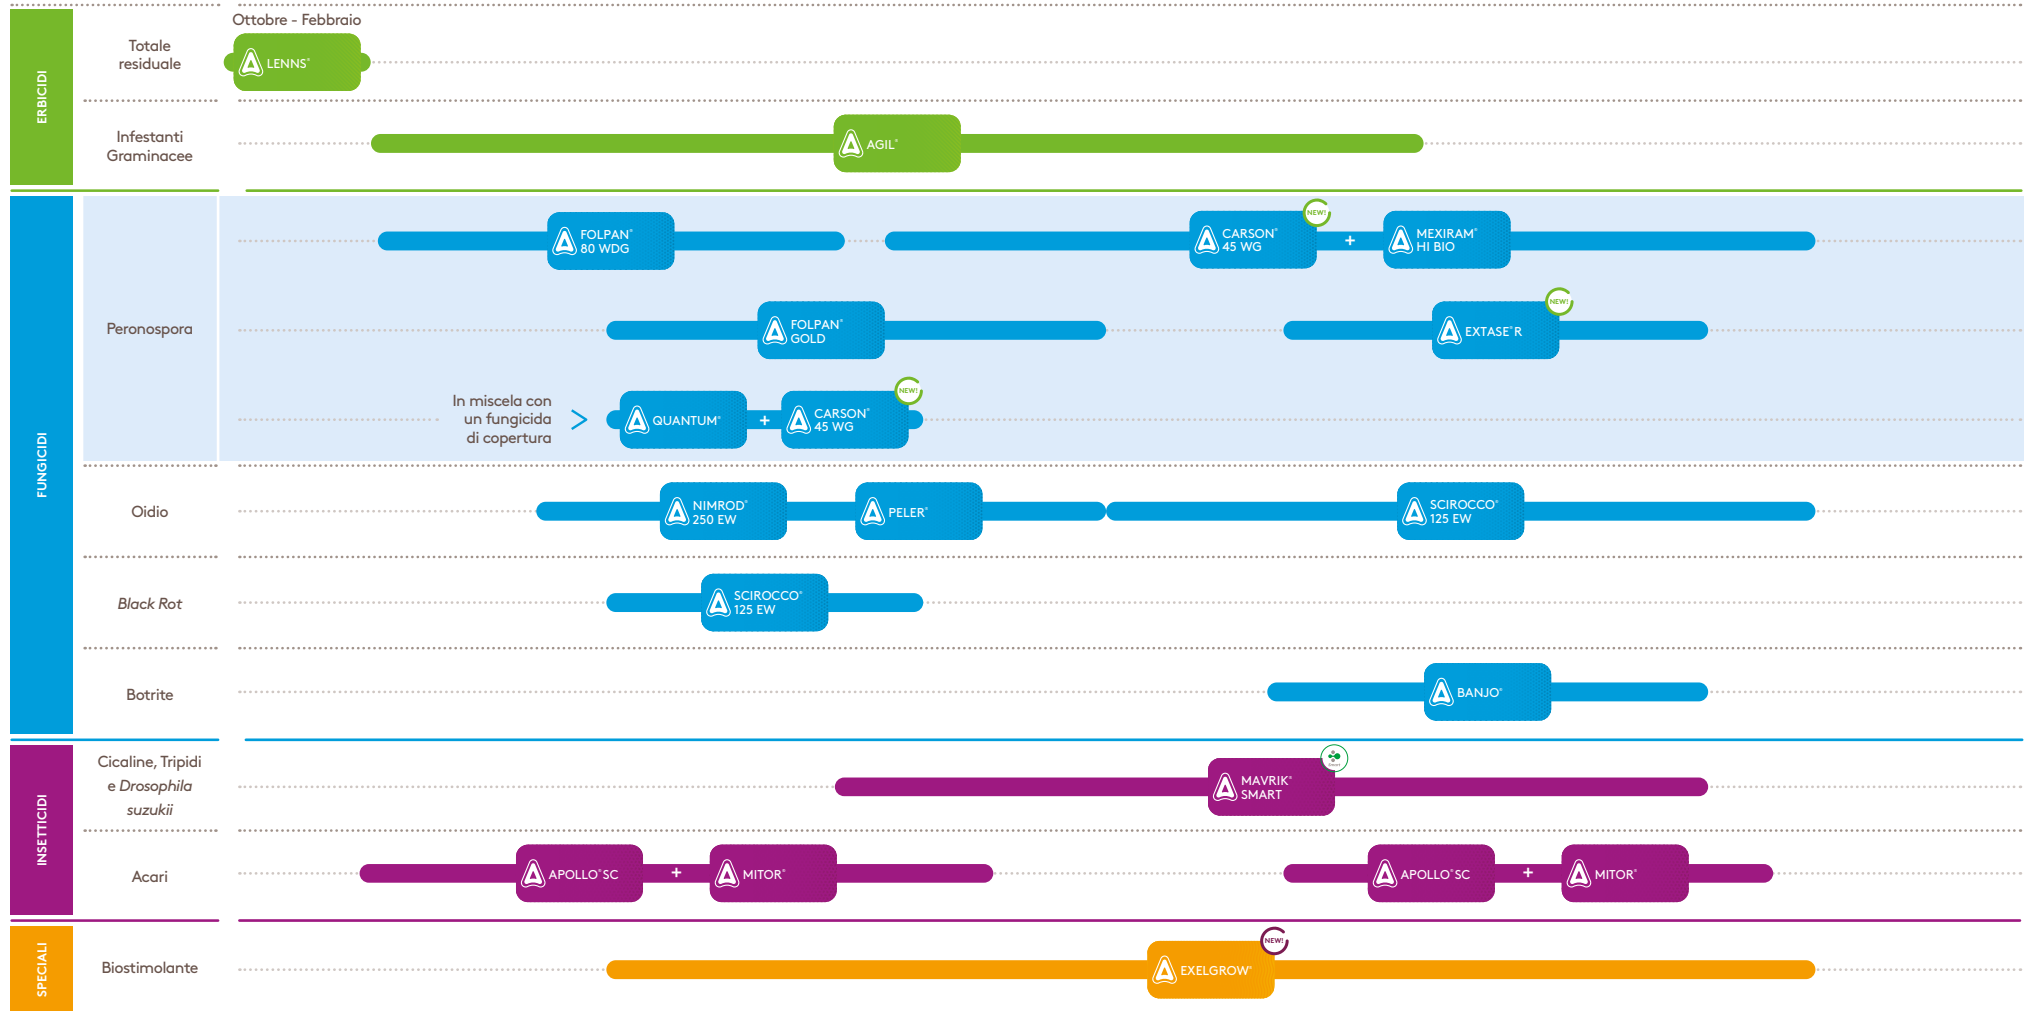 ERBICIDI
Totale
residuale
Ottobre - Febbraio
LENNS®
Infestanti
Graminacee
AGIL®
FUNGICIDI
Peronospora
FOLPAN®
80 WDG
CARSON®
45 WG
NEW!
+
MEXIRAM®
HI BIO
FOLPAN®
GOLD
EXTASE® R
NEW!
In miscela con
un fungicida
di copertura
>
QUANTUM®
+
CARSON®
45 WG
NEW!
Oidio
NIMROD®
250 EW
PELER®
SCIROCCO®
125 EW
Black Rot
SCIROCCO®
125 EW
Botrite
BANJO®
INSETTICIDI
Cicaline, Tripidi
e Drosophila
suzukii
MAVRIK®
SMART
Smart
Acari
APOLLO® SC
+
MITOR®
APOLLO® SC
+
MITOR®
SPECIALI
Biostimolante
EXELGROW®
NEW!